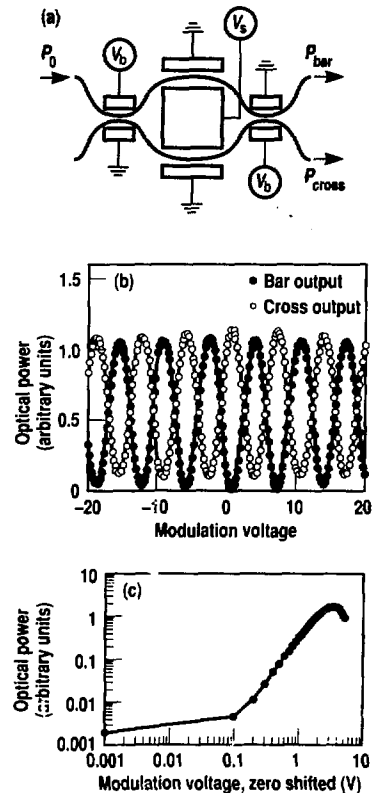 (a)
V_s
P_0
V_b
P_bar
P_cross
V_b
(b)
Bar output
Cross output
Optical power
(arbitrary units)
1.5
1.0
0.5
0
-20
-10
0
10
20
Modulation voltage
(c)
Optical power
(arbitrary units)
10
1
0.1
0.01
0.001
0.001
0.01
0.1
1
10
Modulation voltage, zero shifted (V)